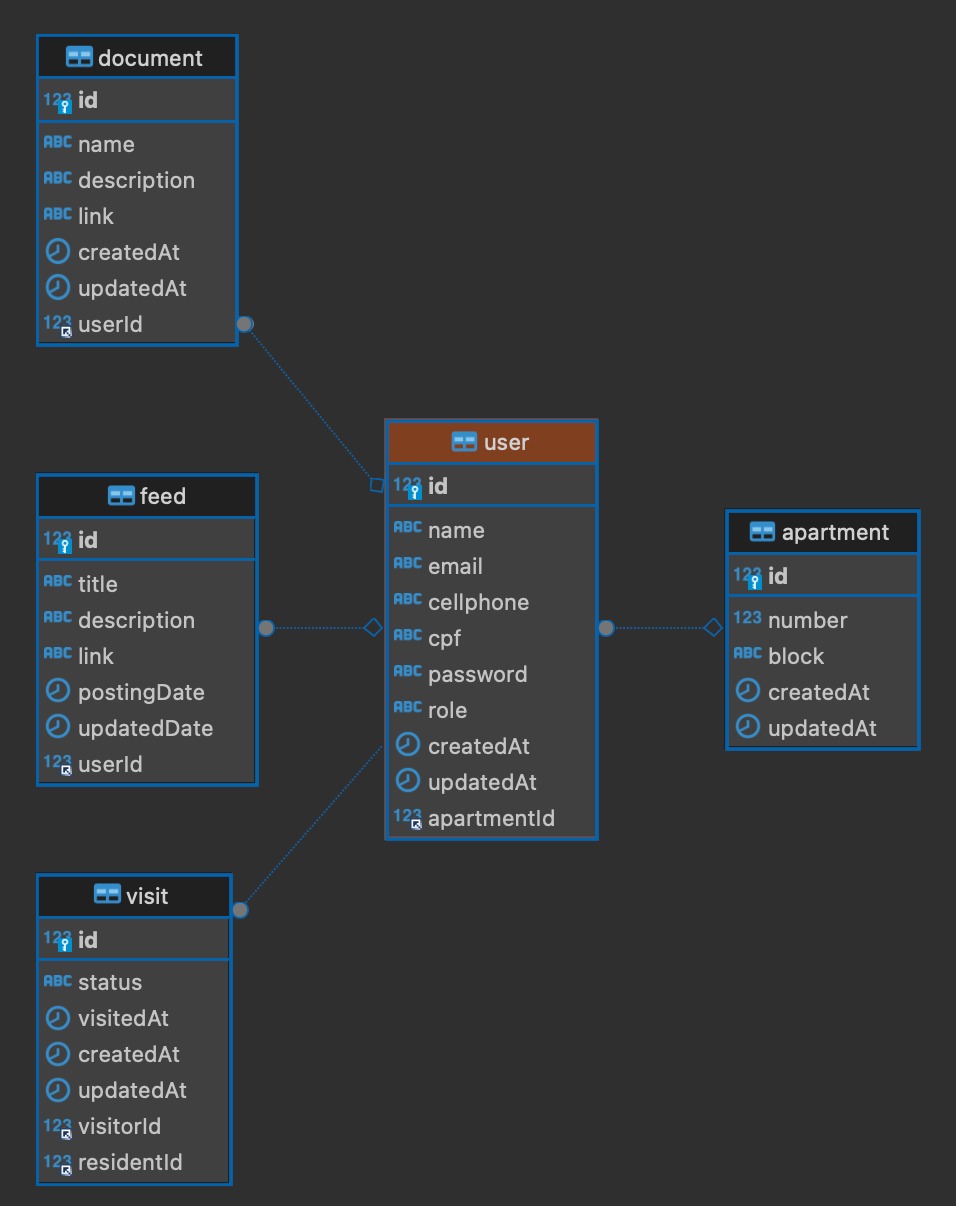 document
123 id
ABC name
ABC description
ABC link
createdAt
updatedAt
123 userId
feed
123 id
ABC title
ABC description
ABC link
postingDate
updatedDate
123 userId
visit
123 id
ABC status
visitedAt
createdAt
updatedAt
123 visitorId
123 residentId
user
123 id
ABC name
ABC email
ABC cellphone
ABC cpf
ABC password
ABC role
createdAt
updatedAt
123 apartmentId
apartment
123 id
123 number
ABC block
createdAt
updatedAt